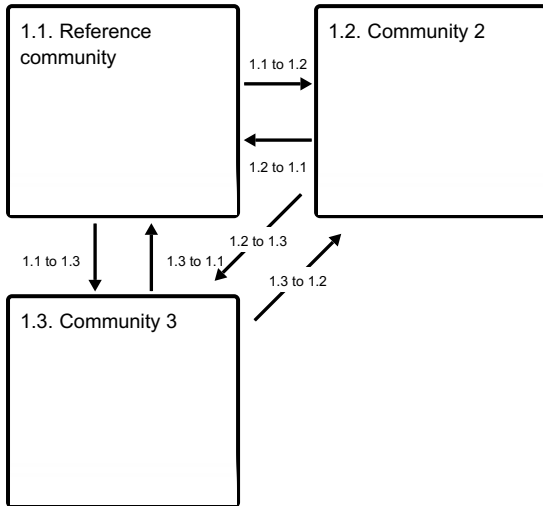 1.1. Reference
community
1.2. Community 2
1.1 to 1.2
1.2 to 1.1
1.2 to 1.3
1.1 to 1.3
1.3 to 1.1
1.3 to 1.2
1.3. Community 3